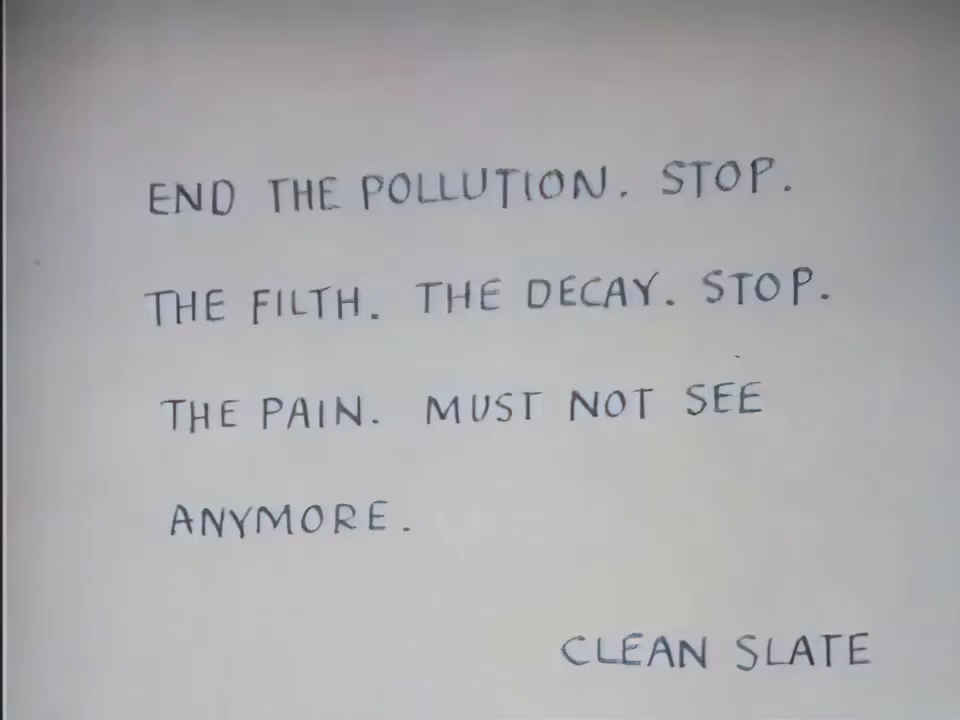 END THE POLLUTION. STOP.
THE FILTH. THE DECAY. STOP.
THE PAIN. MUST NOT SEE
ANYMORE.
CLEAN SLATE